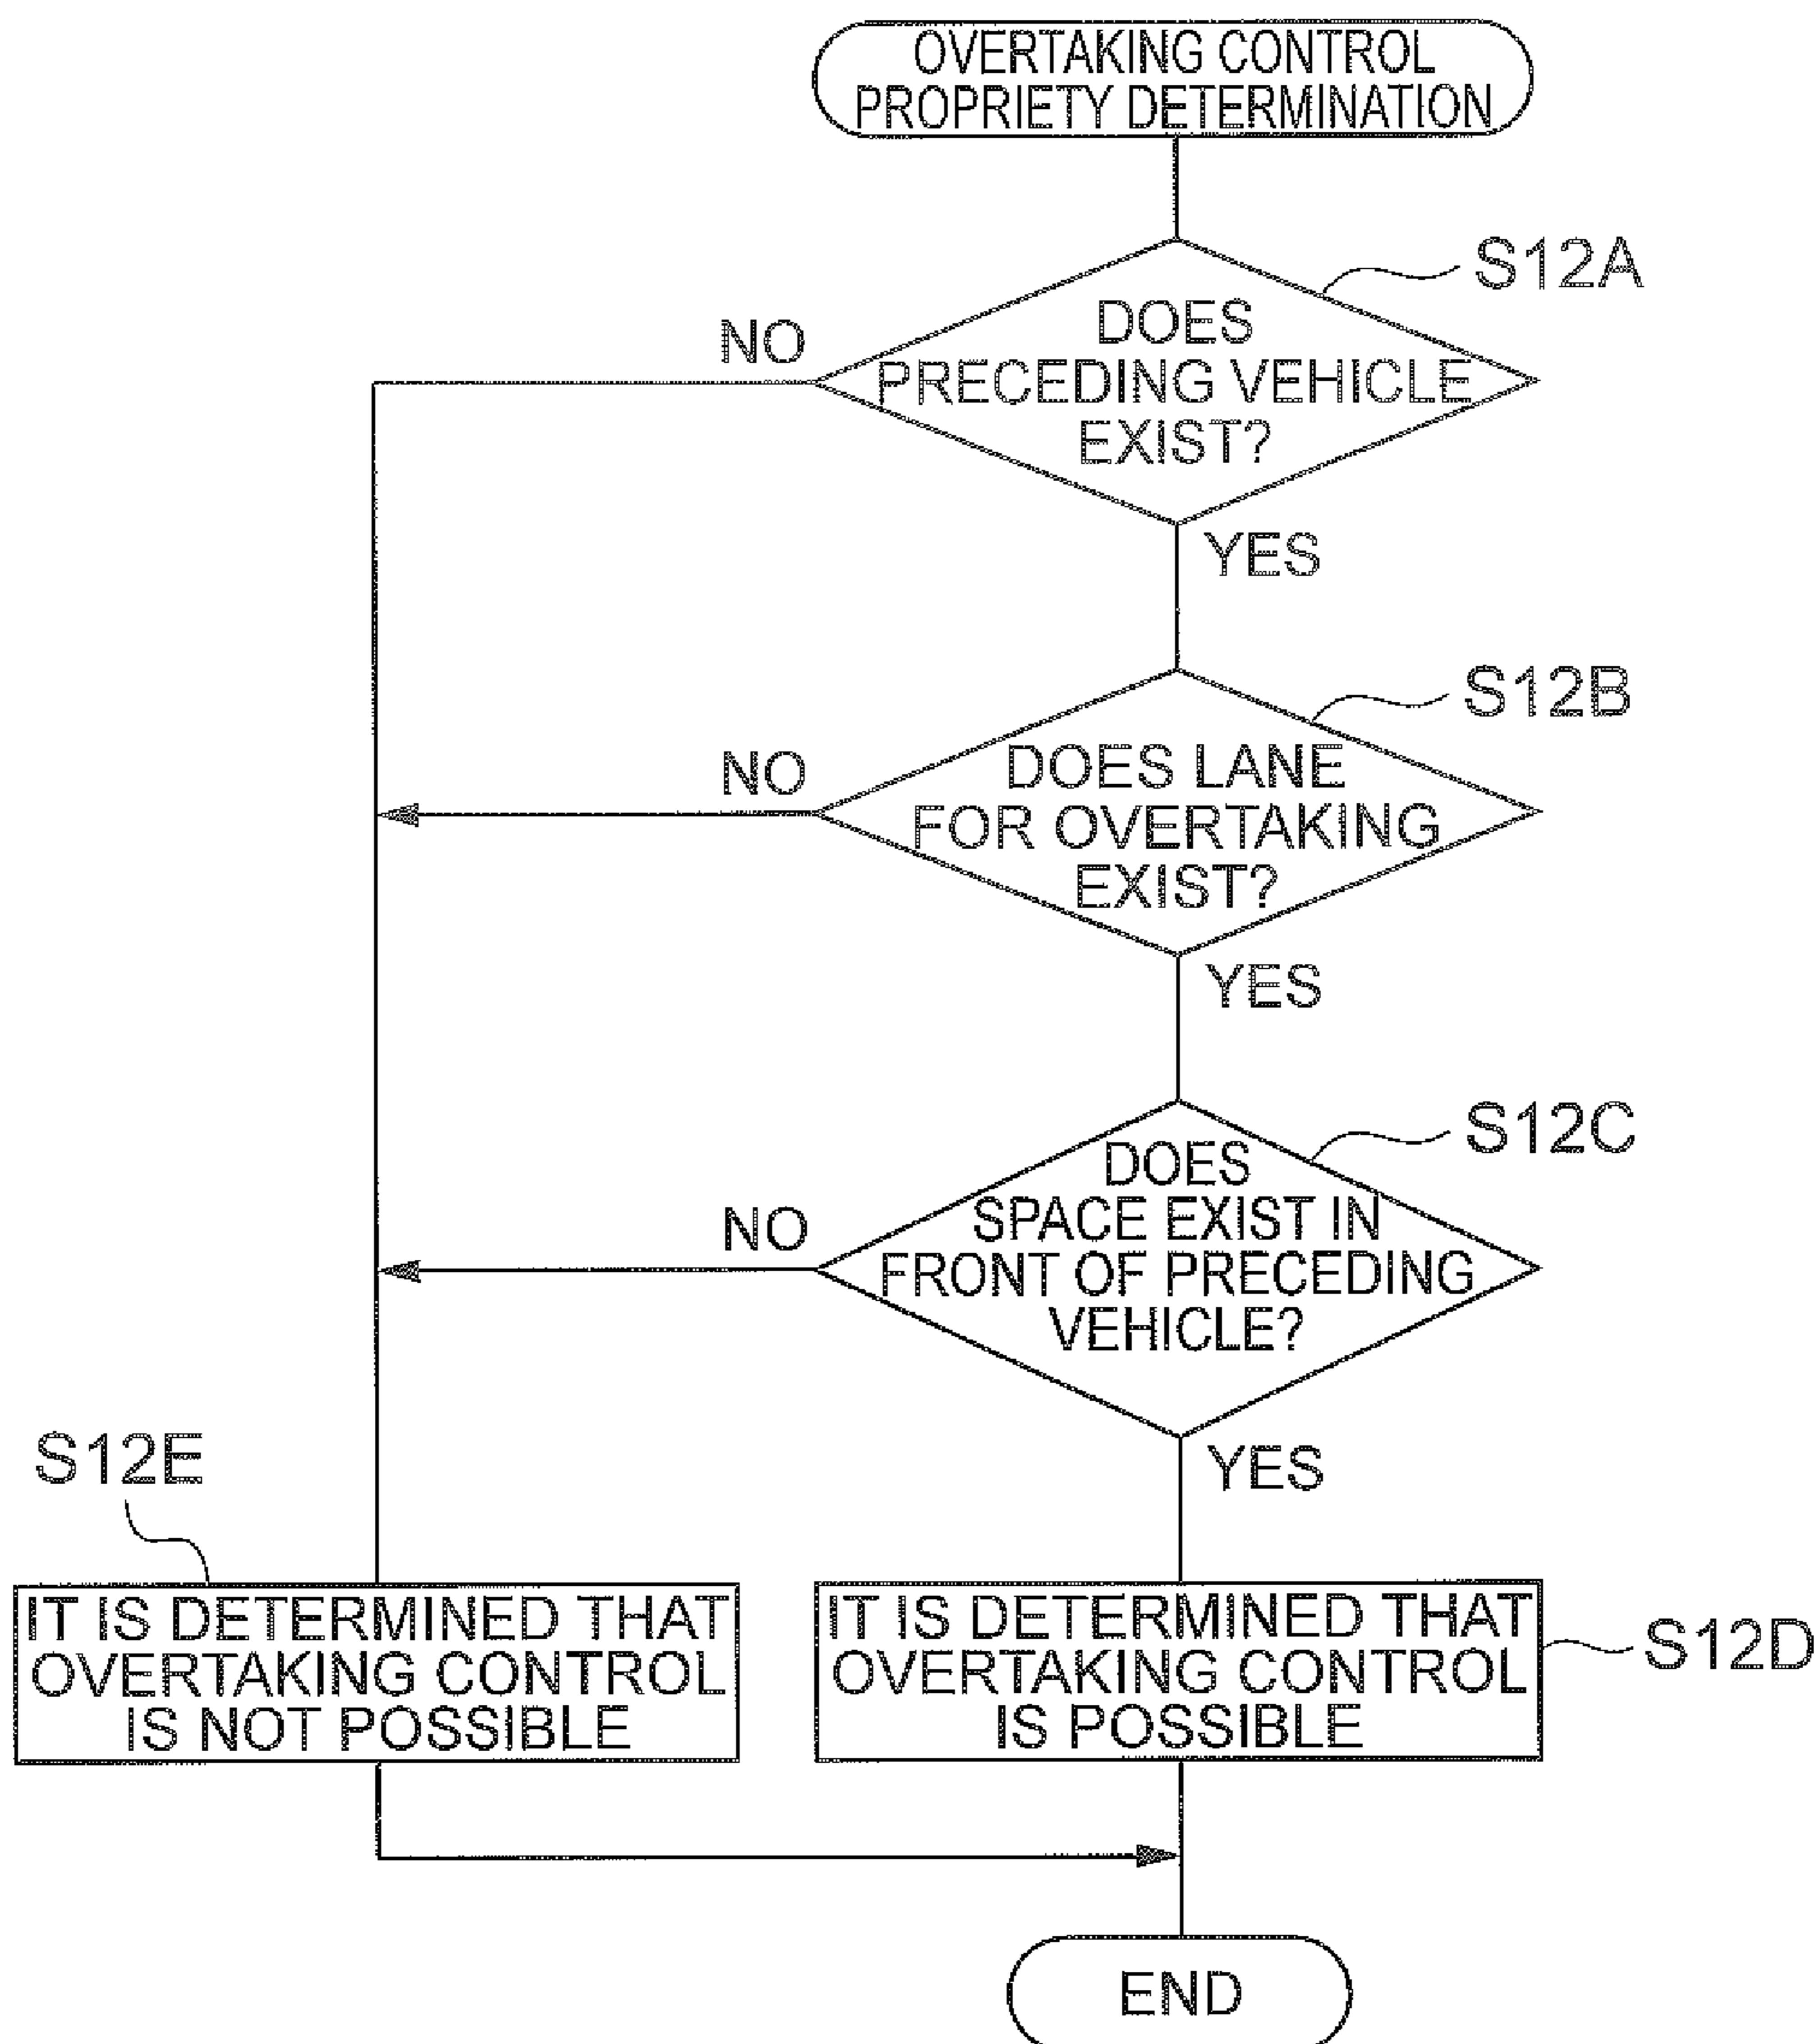 OVERTAKING CONTROL
PROPRIETY DETERMINATION
S12A
DOES
PRECEDING VEHICLE
EXIST?
NO
YES
S12B
DOES LANE
FOR OVERTAKING
EXIST?
NO
YES
S12C
DOES
SPACE EXIST IN
FRONT OF PRECEDING
VEHICLE?
NO
YES
S12E
IT IS DETERMINED THAT
OVERTAKING CONTROL
IS NOT POSSIBLE
IT IS DETERMINED THAT
OVERTAKING CONTROL
IS POSSIBLE
S12D
END